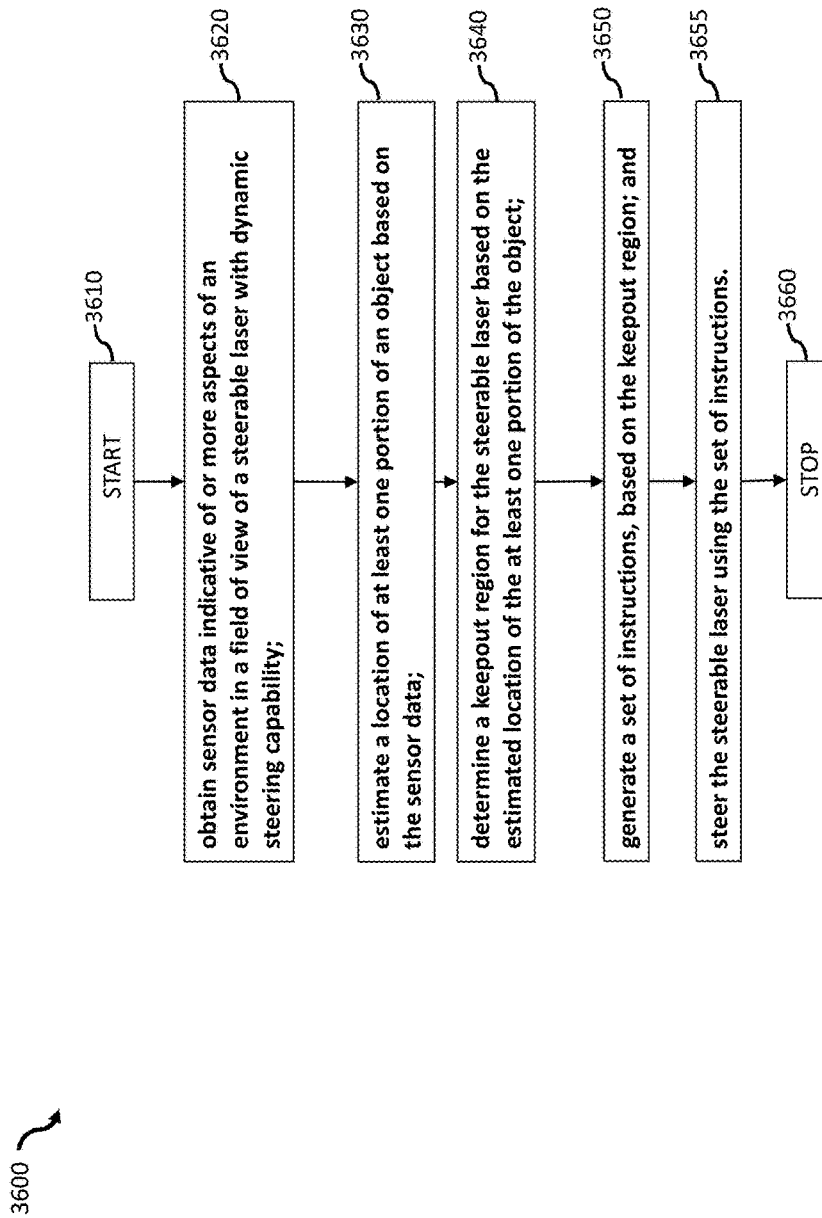 3600
START
3610
obtain sensor data indicative of or more aspects of an
environment in a field of view of a steerable laser with dynamic
steering capability;
3620
estimate a location of at least one portion of an object based on
the sensor data;
3630
determine a keepout region for the steerable laser based on the
estimated location of the at least one portion of the object;
3640
generate a set of instructions, based on the keepout region; and
3650
steer the steerable laser using the set of instructions.
3655
STOP
3660